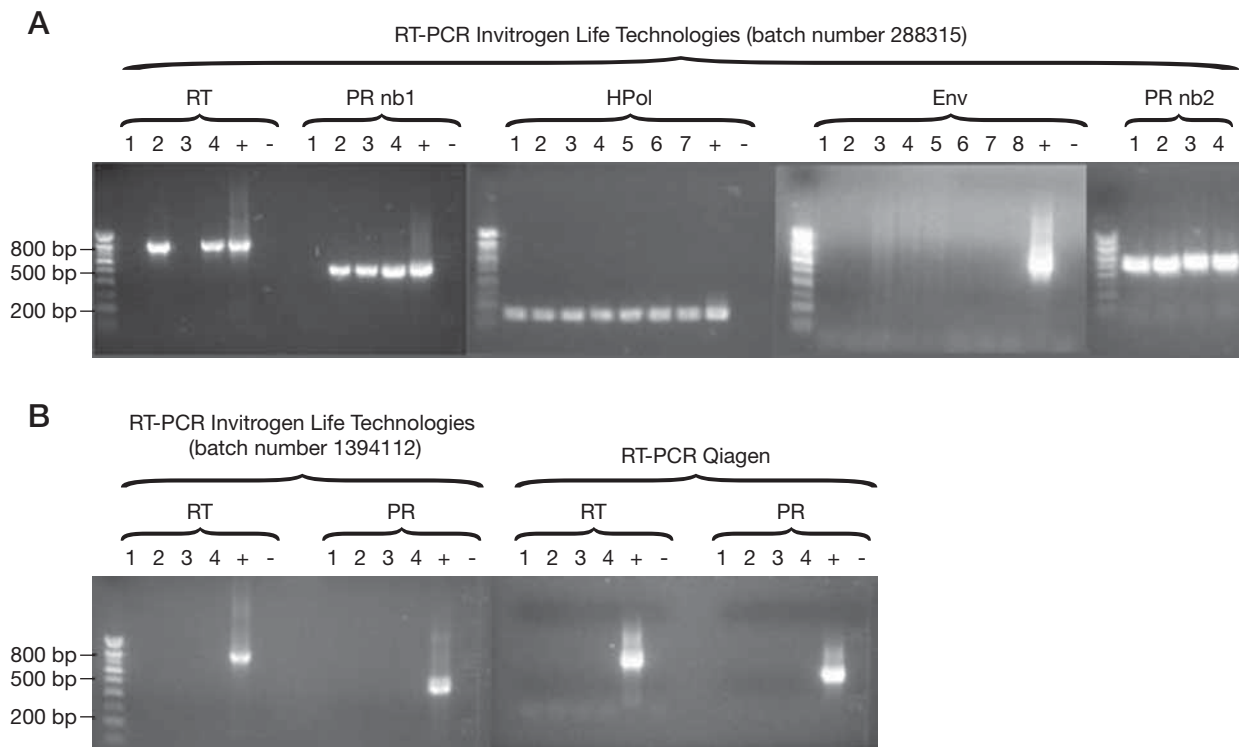 A
RT-PCR Invitrogen Life Technologies (batch number 288315)
RT PR nb1 HPol Env PR nb2
1 2 3 4 + - 1 2 3 4 + - 1 2 3 4 5 6 7 + - 1 2 3 4 5 6 7 8 + - 1 2 3 4
800 bp
500 bp
200 bp
B
RT-PCR Invitrogen Life Technologies
(batch number 1394112)
RT-PCR Qiagen
RT PR RT PR
1 2 3 4 + - 1 2 3 4 + - 1 2 3 4 + - 1 2 3 4 + -
800 bp
500 bp
200 bp